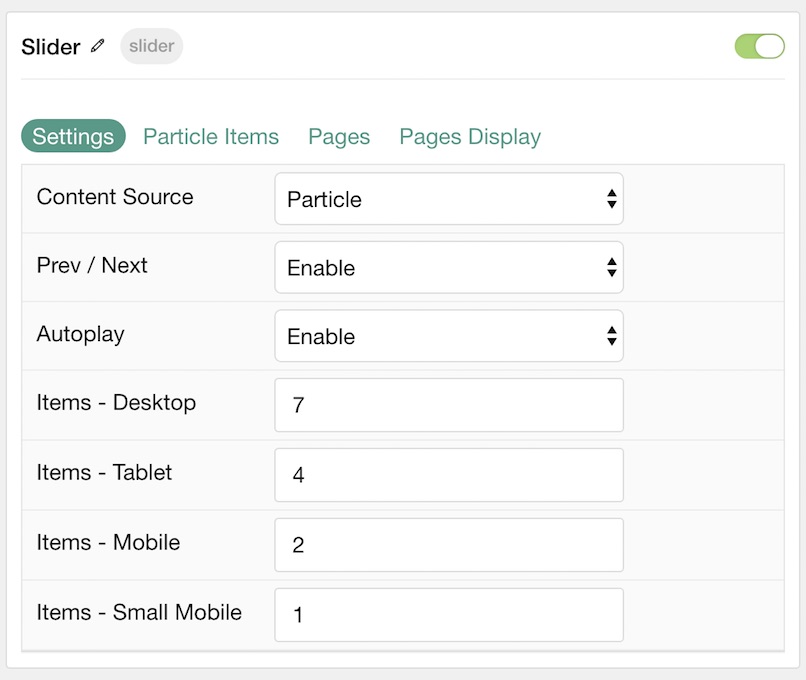 Slider slider
Settings Particle Items Pages Pages Display
Content Source Particle
Prev / Next Enable
Autoplay Enable
Items - Desktop 7
Items - Tablet 4
Items - Mobile 2
Items - Small Mobile 1